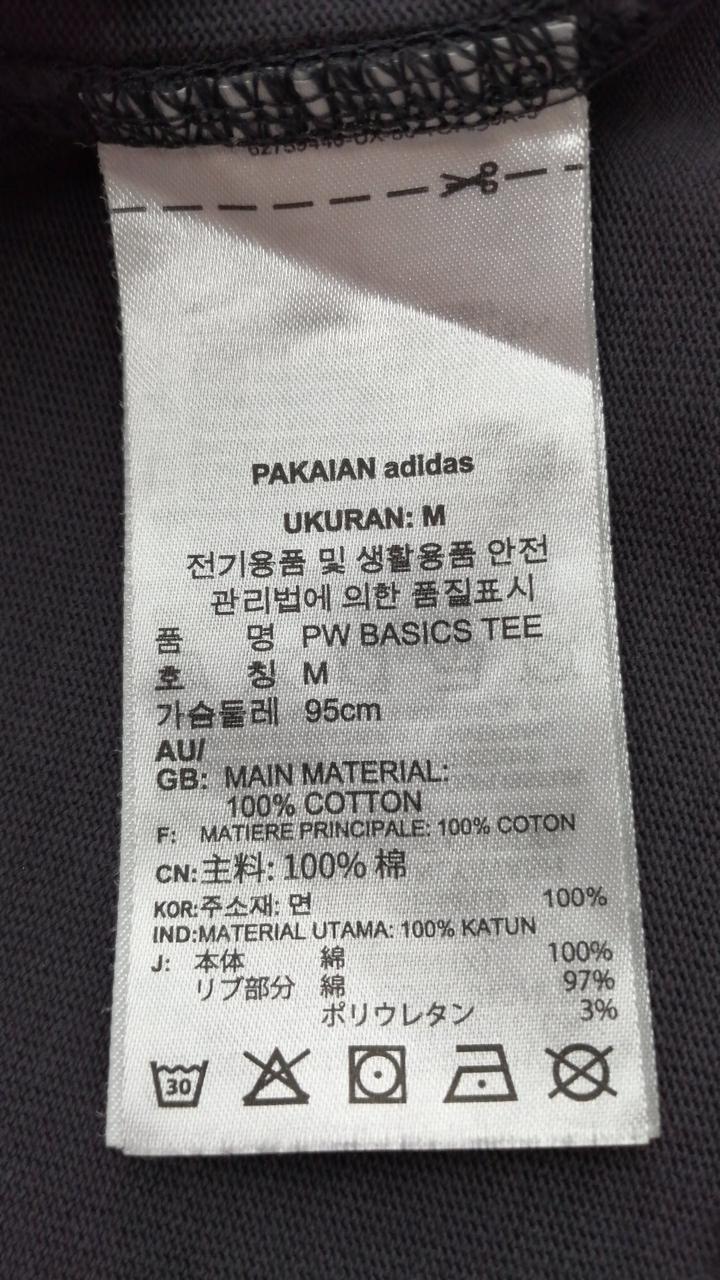 PAKAIAN adidas
UKURAN: M
전기용품 및 생활용품 안전
관리법에 의한 품질표시
품 명 PW BASICS TEE
호 칭 M
가슴둘레 95cm
AU/
GB: MAIN MATERIAL:
100% COTTON
F: MATIERE PRINCIPALE: 100% COTON
CN:主料: 100% 棉
KOR:주소재: 면 100%
IND:MATERIAL UTAMA: 100% KATUN
J: 本体 綿 100%
リブ部分 綿 97%
ポリウレタン 3%
30